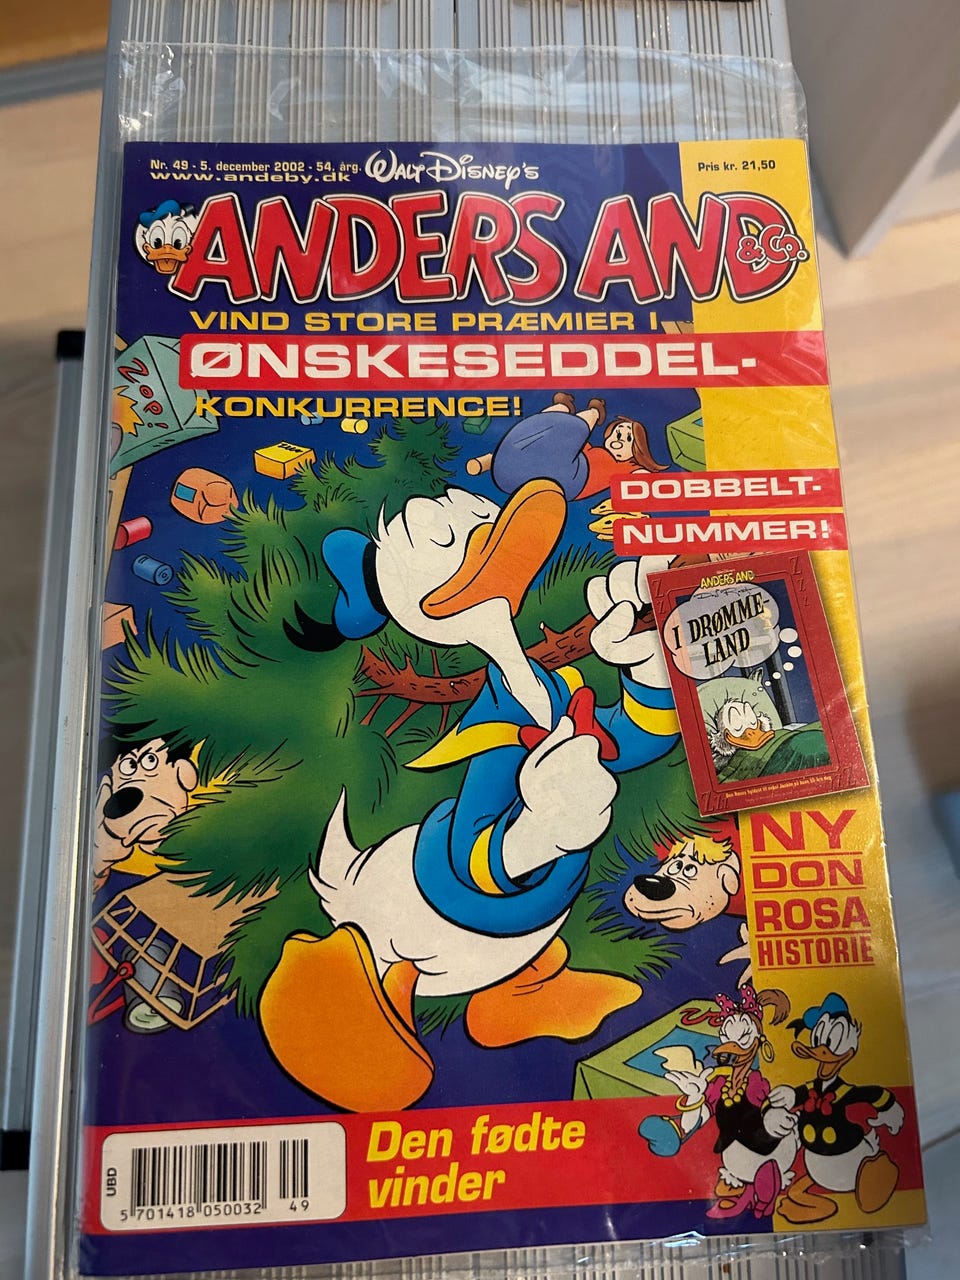 Nr. 49 - 5. december 2002 - 54. årg.
www.andeby.dk
WALT DISNEY'S
Pris kr. 21,50
ANDERS AND
& Co.
VIND STORE PRÆMIER I
ØNSKESEDDEL-
KONKURRENCE!
ZOP!
DOBBELT-
NUMMER!
ANDERS AND
I DRØMME-
LAND
NY
DON
ROSA
HISTORIE
Den fødte
vinder
UBD
5 701418 050032
49